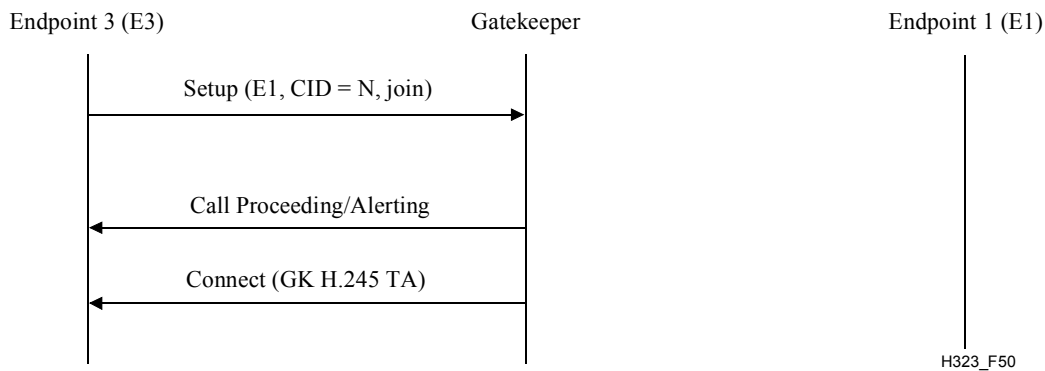 Endpoint 3 (E3)
Gatekeeper
Endpoint 1 (E1)
Setup (E1, CID = N, join)
Call Proceeding/Alerting
Connect (GK H.245 TA)
H323_F50